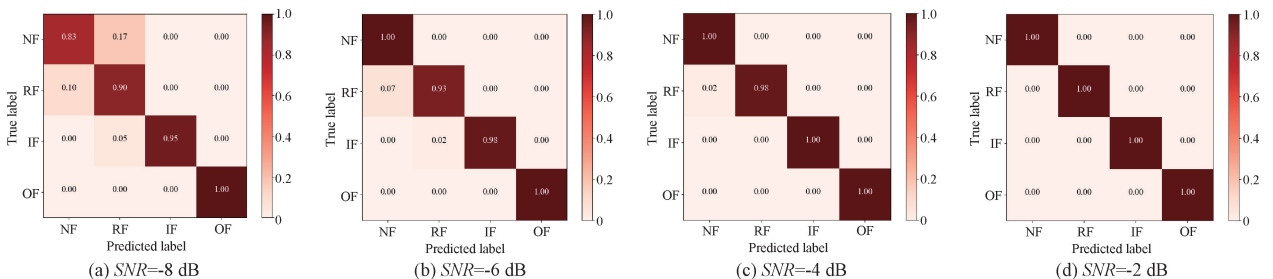 True label
NF
RF
IF
OF
0.83 0.17 0.00 0.00
0.10 0.90 0.00 0.00
0.00 0.05 0.95 0.00
0.00 0.00 0.00 1.00
NF RF IF OF
Predicted label
1.0
0.8
0.6
0.4
0.2
0
(a) SNR=-8 dB
True label
NF
RF
IF
OF
1.00 0.00 0.00 0.00
0.07 0.93 0.00 0.00
0.00 0.02 0.98 0.00
0.00 0.00 0.00 1.00
NF RF IF OF
Predicted label
1.0
0.8
0.6
0.4
0.2
0
(b) SNR=-6 dB
True label
NF
RF
IF
OF
1.00 0.00 0.00 0.00
0.02 0.98 0.00 0.00
0.00 0.00 1.00 0.00
0.00 0.00 0.00 1.00
NF RF IF OF
Predicted label
1.0
0.8
0.6
0.4
0.2
0
(c) SNR=-4 dB
True label
NF
RF
IF
OF
1.00 0.00 0.00 0.00
0.00 1.00 0.00 0.00
0.00 0.00 1.00 0.00
0.00 0.00 0.00 1.00
NF RF IF OF
Predicted label
1.0
0.8
0.6
0.4
0.2
0
(d) SNR=-2 dB